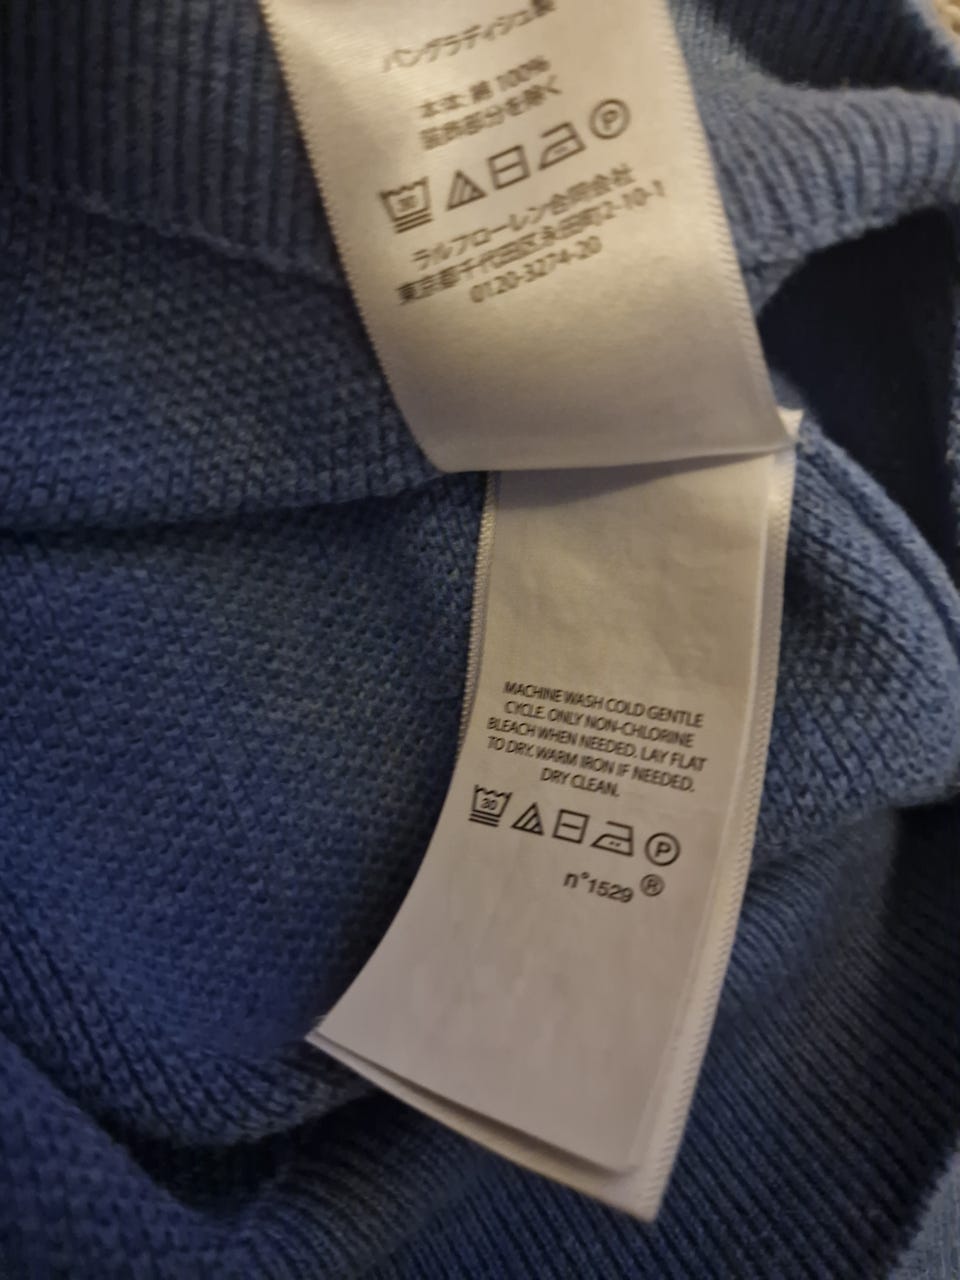 バングラディシュ製
本体: 綿 100%
装飾部分を除く
30 P
ラルフローレン合同会社
東京都千代田区永田町2-10-1
0120-3274-20
MACHINE WASH COLD GENTLE
CYCLE. ONLY NON-CHLORINE
BLEACH WHEN NEEDED. LAY FLAT
TO DRY. WARM IRON IF NEEDED.
DRY CLEAN.
30 P
n°1529 ®